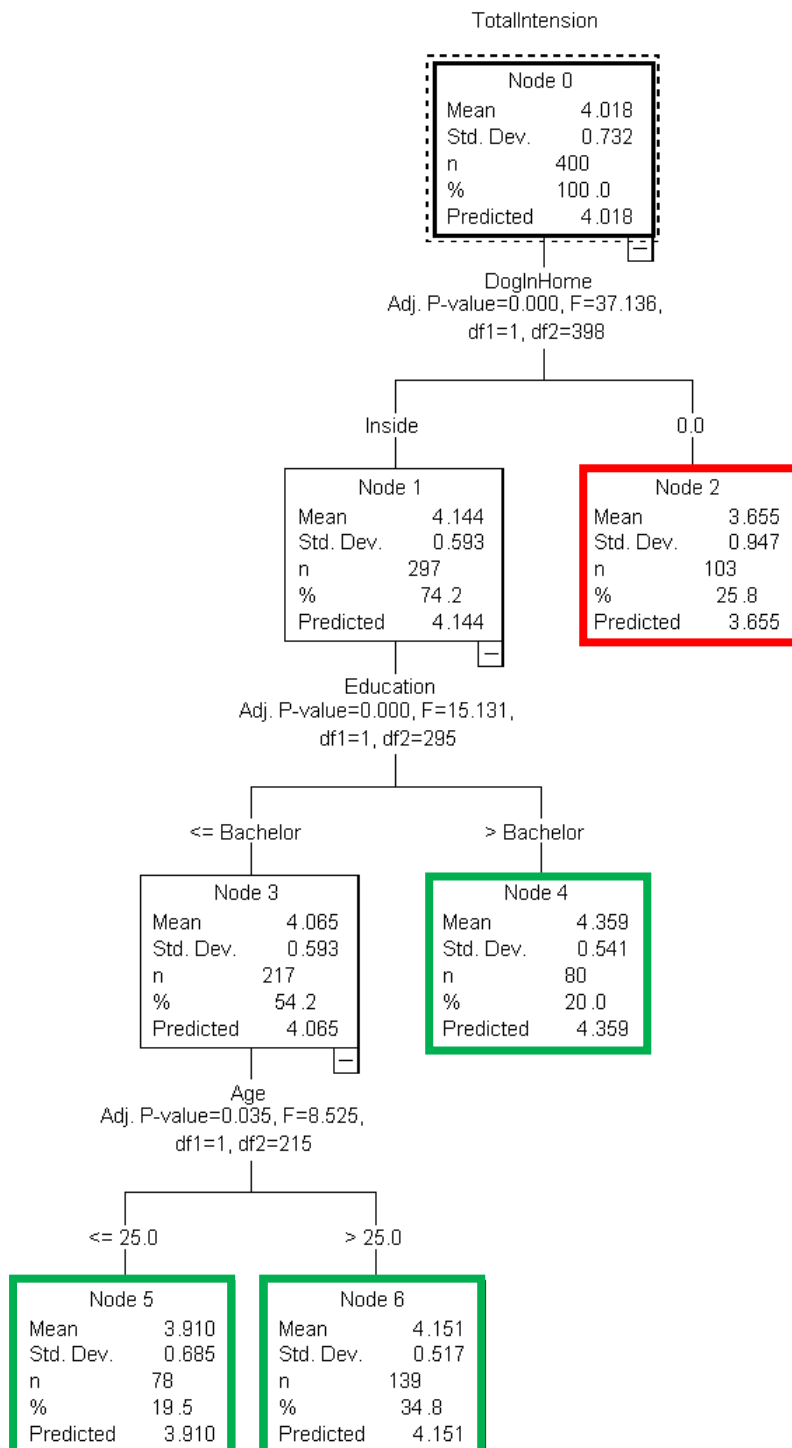 TotalIntension
Node 0
Mean 4.018
Std. Dev. 0.732
n 400
% 100.0
Predicted 4.018
DogInHome
Adj. P-value=0.000, F=37.136,
df1=1, df2=398
Inside
0.0
Node 1
Mean 4.144
Std. Dev. 0.593
n 297
% 74.2
Predicted 4.144
Node 2
Mean 3.655
Std. Dev. 0.947
n 103
% 25.8
Predicted 3.655
Education
Adj. P-value=0.000, F=15.131,
df1=1, df2=295
<= Bachelor
> Bachelor
Node 3
Mean 4.065
Std. Dev. 0.593
n 217
% 54.2
Predicted 4.065
Node 4
Mean 4.359
Std. Dev. 0.541
n 80
% 20.0
Predicted 4.359
Age
Adj. P-value=0.035, F=8.525,
df1=1, df2=215
<= 25.0
> 25.0
Node 5
Mean 3.910
Std. Dev. 0.685
n 78
% 19.5
Predicted 3.910
Node 6
Mean 4.151
Std. Dev. 0.517
n 139
% 34.8
Predicted 4.151